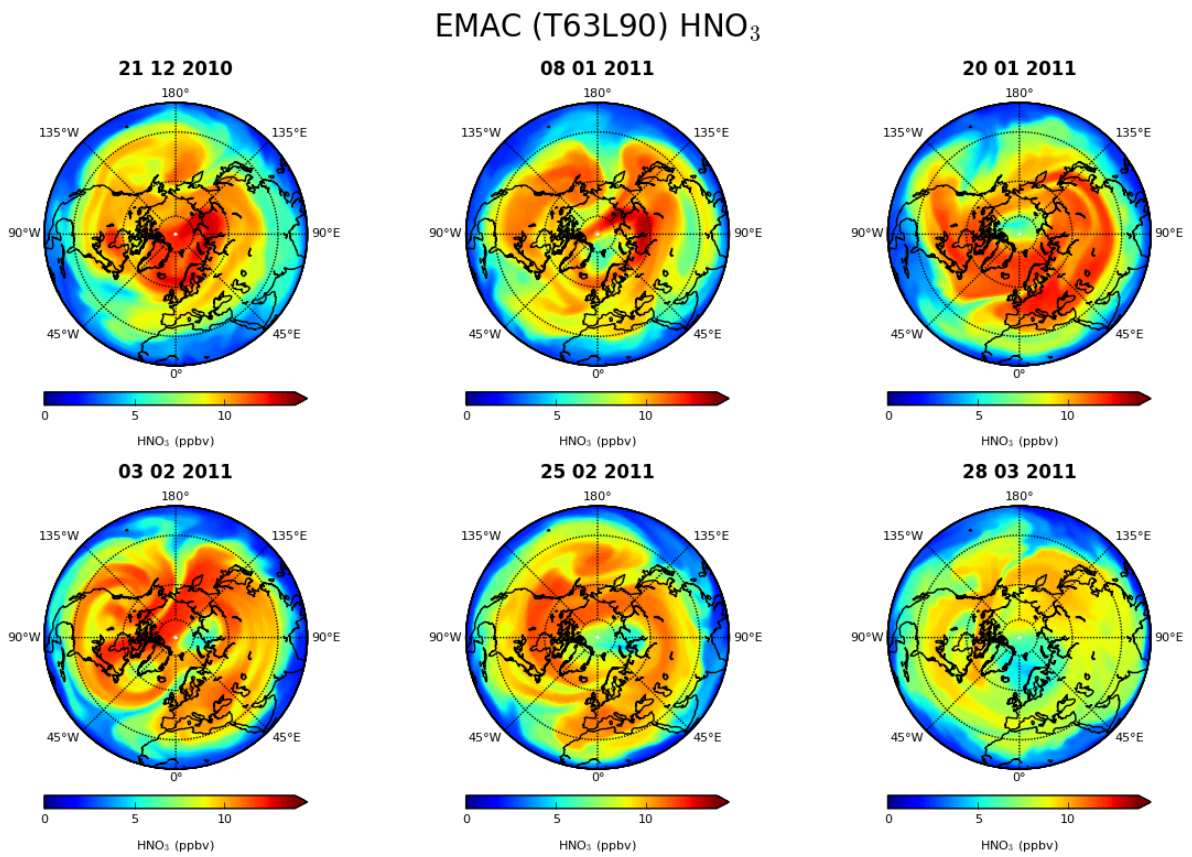 EMAC (T63L90) HNO₃
21 12 2010 08 01 2011 20 01 2011
180° 180° 180°
135°W 135°E 135°W 135°E 135°W 135°E
90°W 90°E 90°W 90°E 90°W 90°E
45°W 45°E 45°W 45°E 45°W 45°E
0° 0° 0°
0 5 10 0 5 10 0 5 10
HNO₃ (ppbv) HNO₃ (ppbv) HNO₃ (ppbv)
03 02 2011 25 02 2011 28 03 2011
180° 180° 180°
135°W 135°E 135°W 135°E 135°W 135°E
90°W 90°E 90°W 90°E 90°W 90°E
45°W 45°E 45°W 45°E 45°W 45°E
0° 0° 0°
0 5 10 0 5 10 0 5 10
HNO₃ (ppbv) HNO₃ (ppbv) HNO₃ (ppbv)